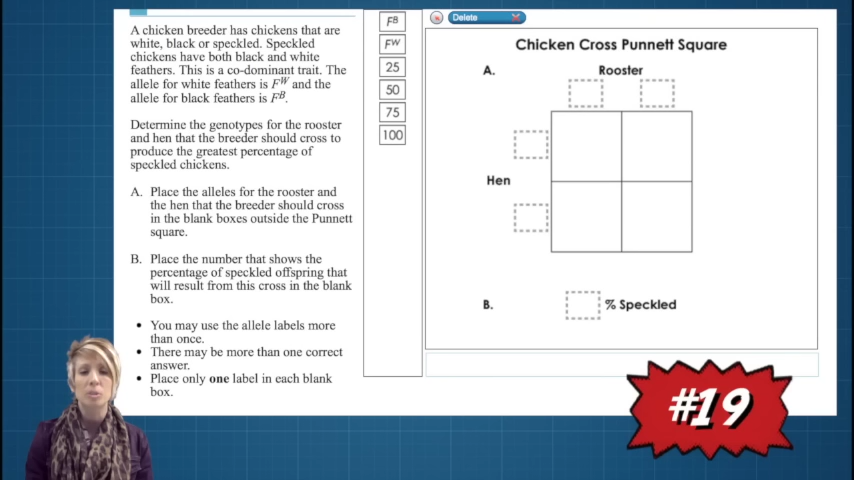 A chicken breeder has chickens that are
white, black or speckled. Speckled
chickens have both black and white
feathers. This is a co-dominant trait. The
allele for white feathers is Fᵂ and the
allele for black feathers is Fᴮ.
Determine the genotypes for the rooster
and hen that the breeder should cross to
produce the greatest percentage of
speckled chickens.
A. Place the alleles for the rooster and
the hen that the breeder should cross
in the blank boxes outside the Punnett
square.
B. Place the number that shows the
percentage of speckled offspring that
will result from this cross in the blank
box.
• You may use the allele labels more
than once.
• There may be more than one correct
answer.
• Place only one label in each blank
box.
Fᴮ
Fᵂ
25
50
75
100
Delete
Chicken Cross Punnett Square
A. Rooster
Hen
B. % Speckled
#19